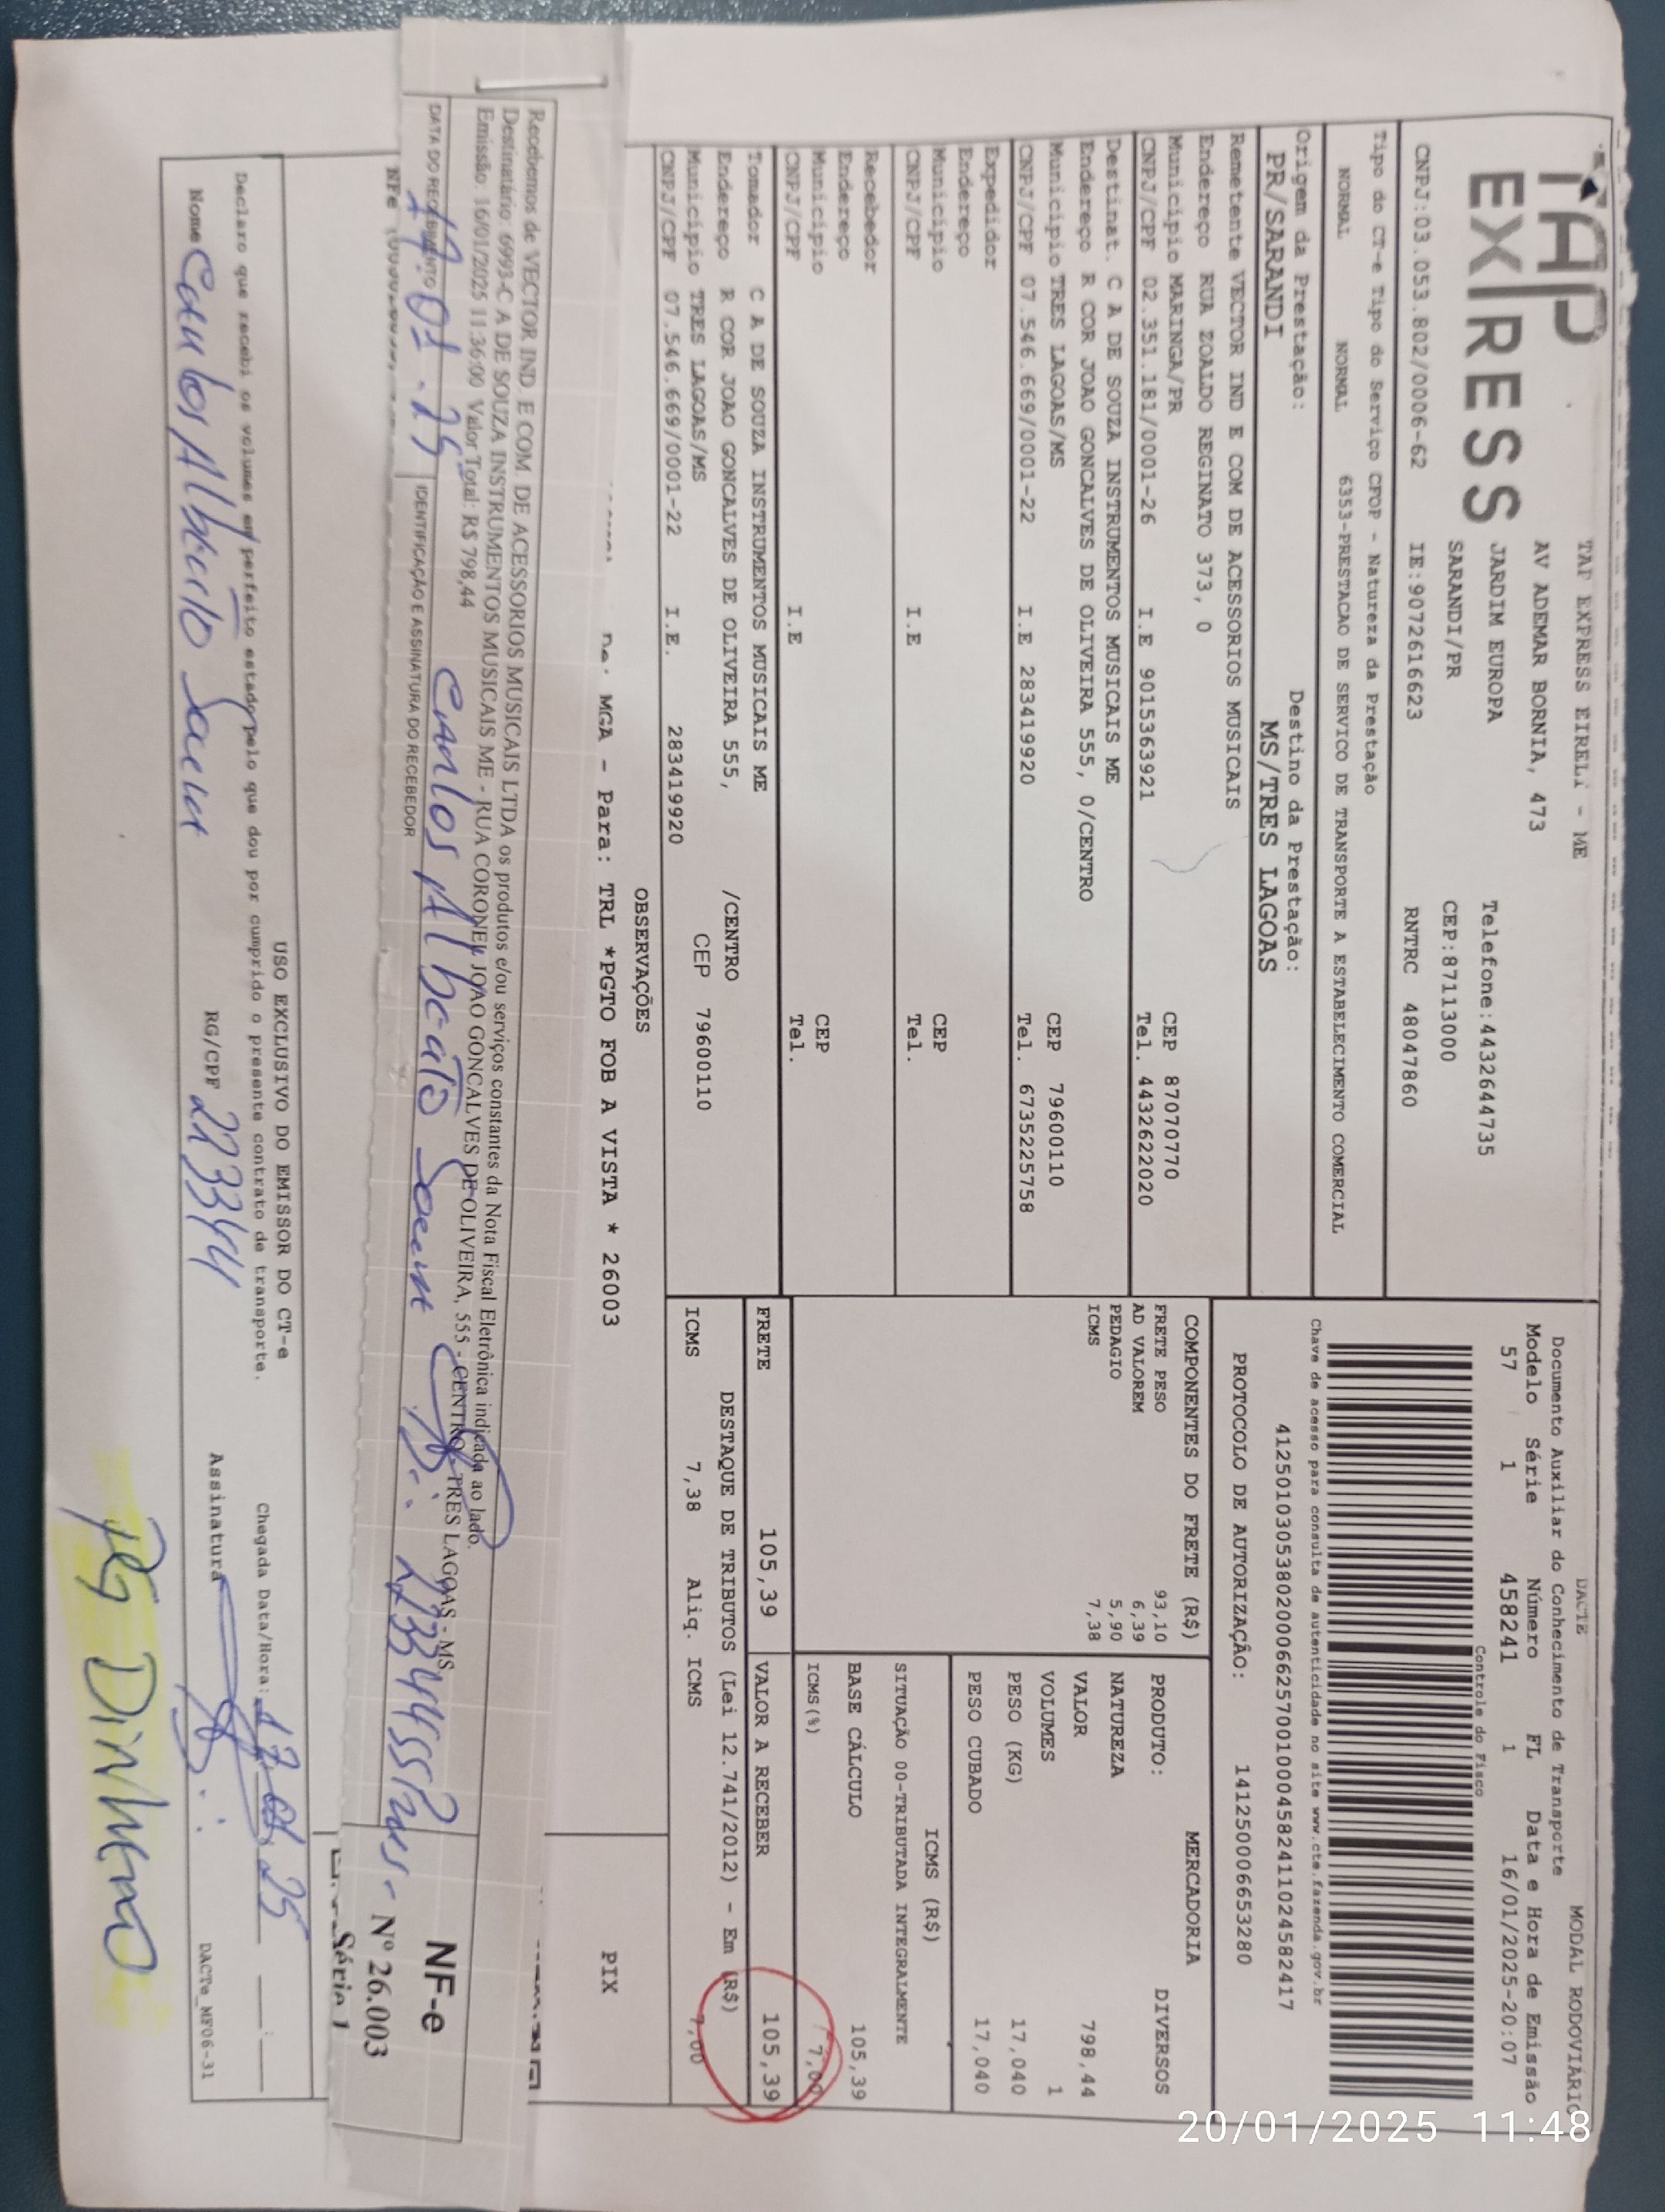 TAP
EXPRESS
TAP EXPRESS EIRELI - ME
AV ADEMAR BORNIA, 473
JARDIM EUROPA Telefone:4432644735
SARANDI/PR CEP:87113000
CNPJ:03.053.802/0006-62 IE:9072616623 RNTRC 48047860
Tipo do CT-e Tipo do Serviço CFOP - Natureza da Prestação
NORMAL NORMAL 6353-PRESTACAO DE SERVICO DE TRANSPORTE A ESTABELECIMENTO COMERCIAL
Origem da Prestação: Destino da Prestação:
PR/SARANDI MS/TRES LAGOAS
DACTE MODAL RODOVIÁRIO
Documento Auxiliar do Conhecimento de Transporte
Modelo Série Número FL Data e Hora de Emissão
57 1 458241 1 16/01/2025-20:07
Controle do Fisco
Chave de acesso para consulta de autenticidade no site www.cte.fazenda.gov.br
41250103053802000662570010004582411024582417
PROTOCOLO DE AUTORIZAÇÃO: 141250006653280
Remetente VECTOR IND E COM DE ACESSORIOS MUSICAIS
Endereço RUA ZOALDO REGINATO 373, 0
Municipio MARINGA/PR CEP 87070770
CNPJ/CPF 02.351.181/0001-26 I.E 9015363921 Tel. 4432622020
Destinat. C A DE SOUZA INSTRUMENTOS MUSICAIS ME
Endereço R COR JOAO GONCALVES DE OLIVEIRA 555, 0/CENTRO
Município TRES LAGOAS/MS CEP 79600110
CNPJ/CPF 07.546.669/0001-22 I.E 283419920 Tel. 6735225758
Expedidor
Endereço
Município CEP
CNPJ/CPF I.E Tel.
Recebedor
Endereço
Município CEP
CNPJ/CPF I.E Tel.
Tomador C A DE SOUZA INSTRUMENTOS MUSICAIS ME
Endereço R COR JOAO GONCALVES DE OLIVEIRA 555, /CENTRO
Município TRES LAGOAS/MS CEP 79600110
CNPJ/CPF 07.546.669/0001-22 I.E. 283419920
COMPONENTES DO FRETE (R$)
FRETE PESO 93,10
AD VALOREM 6,39
PEDAGIO 5,90
ICMS 7,38
MERCADORIA
PRODUTO: DIVERSOS
NATUREZA
VALOR 798,44
VOLUMES 1
PESO (KG) 17,040
PESO CUBADO 17,040
ICMS (R$)
SITUAÇÃO 00-TRIBUTADA INTEGRALMENTE
BASE CÁLCULO 105,39
ICMS(%) 7,00
FRETE 105,39 VALOR A RECEBER 105,39
DESTAQUE DE TRIBUTOS (Lei 12.741/2012) - Em (R$)
ICMS 7,38 Aliq. ICMS 7,00
OBSERVAÇÕES
De: MGA - Para: TRL *PGTO FOB A VISTA * 26003
PIX
Recebemos de VECTOR IND. E COM. DE ACESSORIOS MUSICAIS LTDA os produtos e/ou serviços constantes da Nota Fiscal Eletrônica indicada ao lado.
Destinatário: 6993-C A DE SOUZA INSTRUMENTOS MUSICAIS ME - RUA CORONEL JOAO GONCALVES DE OLIVEIRA, 555 - CENTRO - TRES LAGOAS - MS
Emissão: 16/01/2025 11:36:00 Valor Total: R$ 798,44
DATA DO RECEBIMENTO IDENTIFICAÇÃO E ASSINATURA DO RECEBEDOR
Carlos Alberto
NF-e
Nº 26.003
Série 1
NFe
USO EXCLUSIVO DO EMISSOR DO CT-e
Declaro que recebi os volumes em perfeito estado pelo que dou por cumprido o presente contrato de transporte. Chegada Data/Hora: 17.01.25
Nome Carlos Alberto RG/CPF 223344 Assinatura
DACTe_MF06-31
PG Dinheiro
20/01/2025 11:48